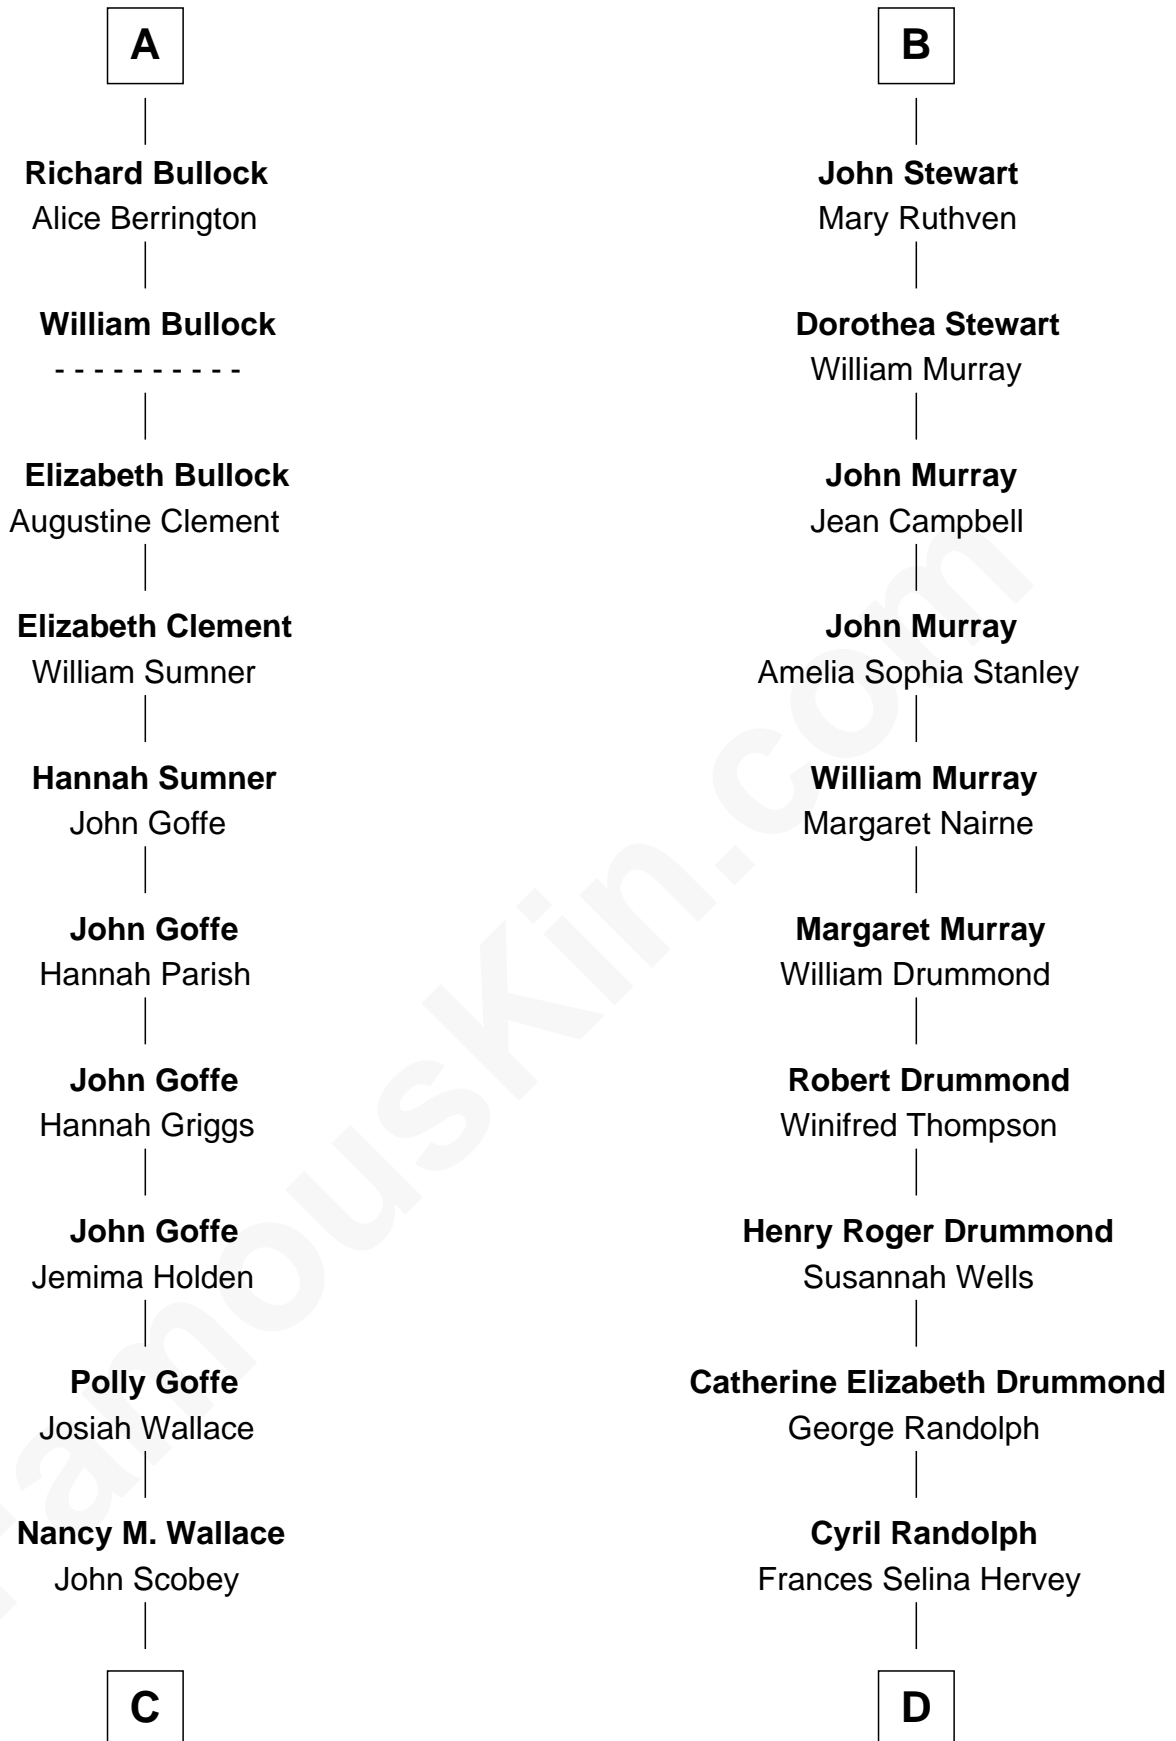 A
Richard Bullock
Alice Berrington
William Bullock
- - - - - - - - - -
Elizabeth Bullock
Augustine Clement
Elizabeth Clement
William Sumner
Hannah Sumner
John Goffe
John Goffe
Hannah Parish
John Goffe
Hannah Griggs
John Goffe
Jemima Holden
Polly Goffe
Josiah Wallace
Nancy M. Wallace
John Scobey
C
B
John Stewart
Mary Ruthven
Dorothea Stewart
William Murray
John Murray
Jean Campbell
John Murray
Amelia Sophia Stanley
William Murray
Margaret Nairne
Margaret Murray
William Drummond
Robert Drummond
Winifred Thompson
Henry Roger Drummond
Susannah Wells
Catherine Elizabeth Drummond
George Randolph
Cyril Randolph
Frances Selina Hervey
D
FamousKin.com